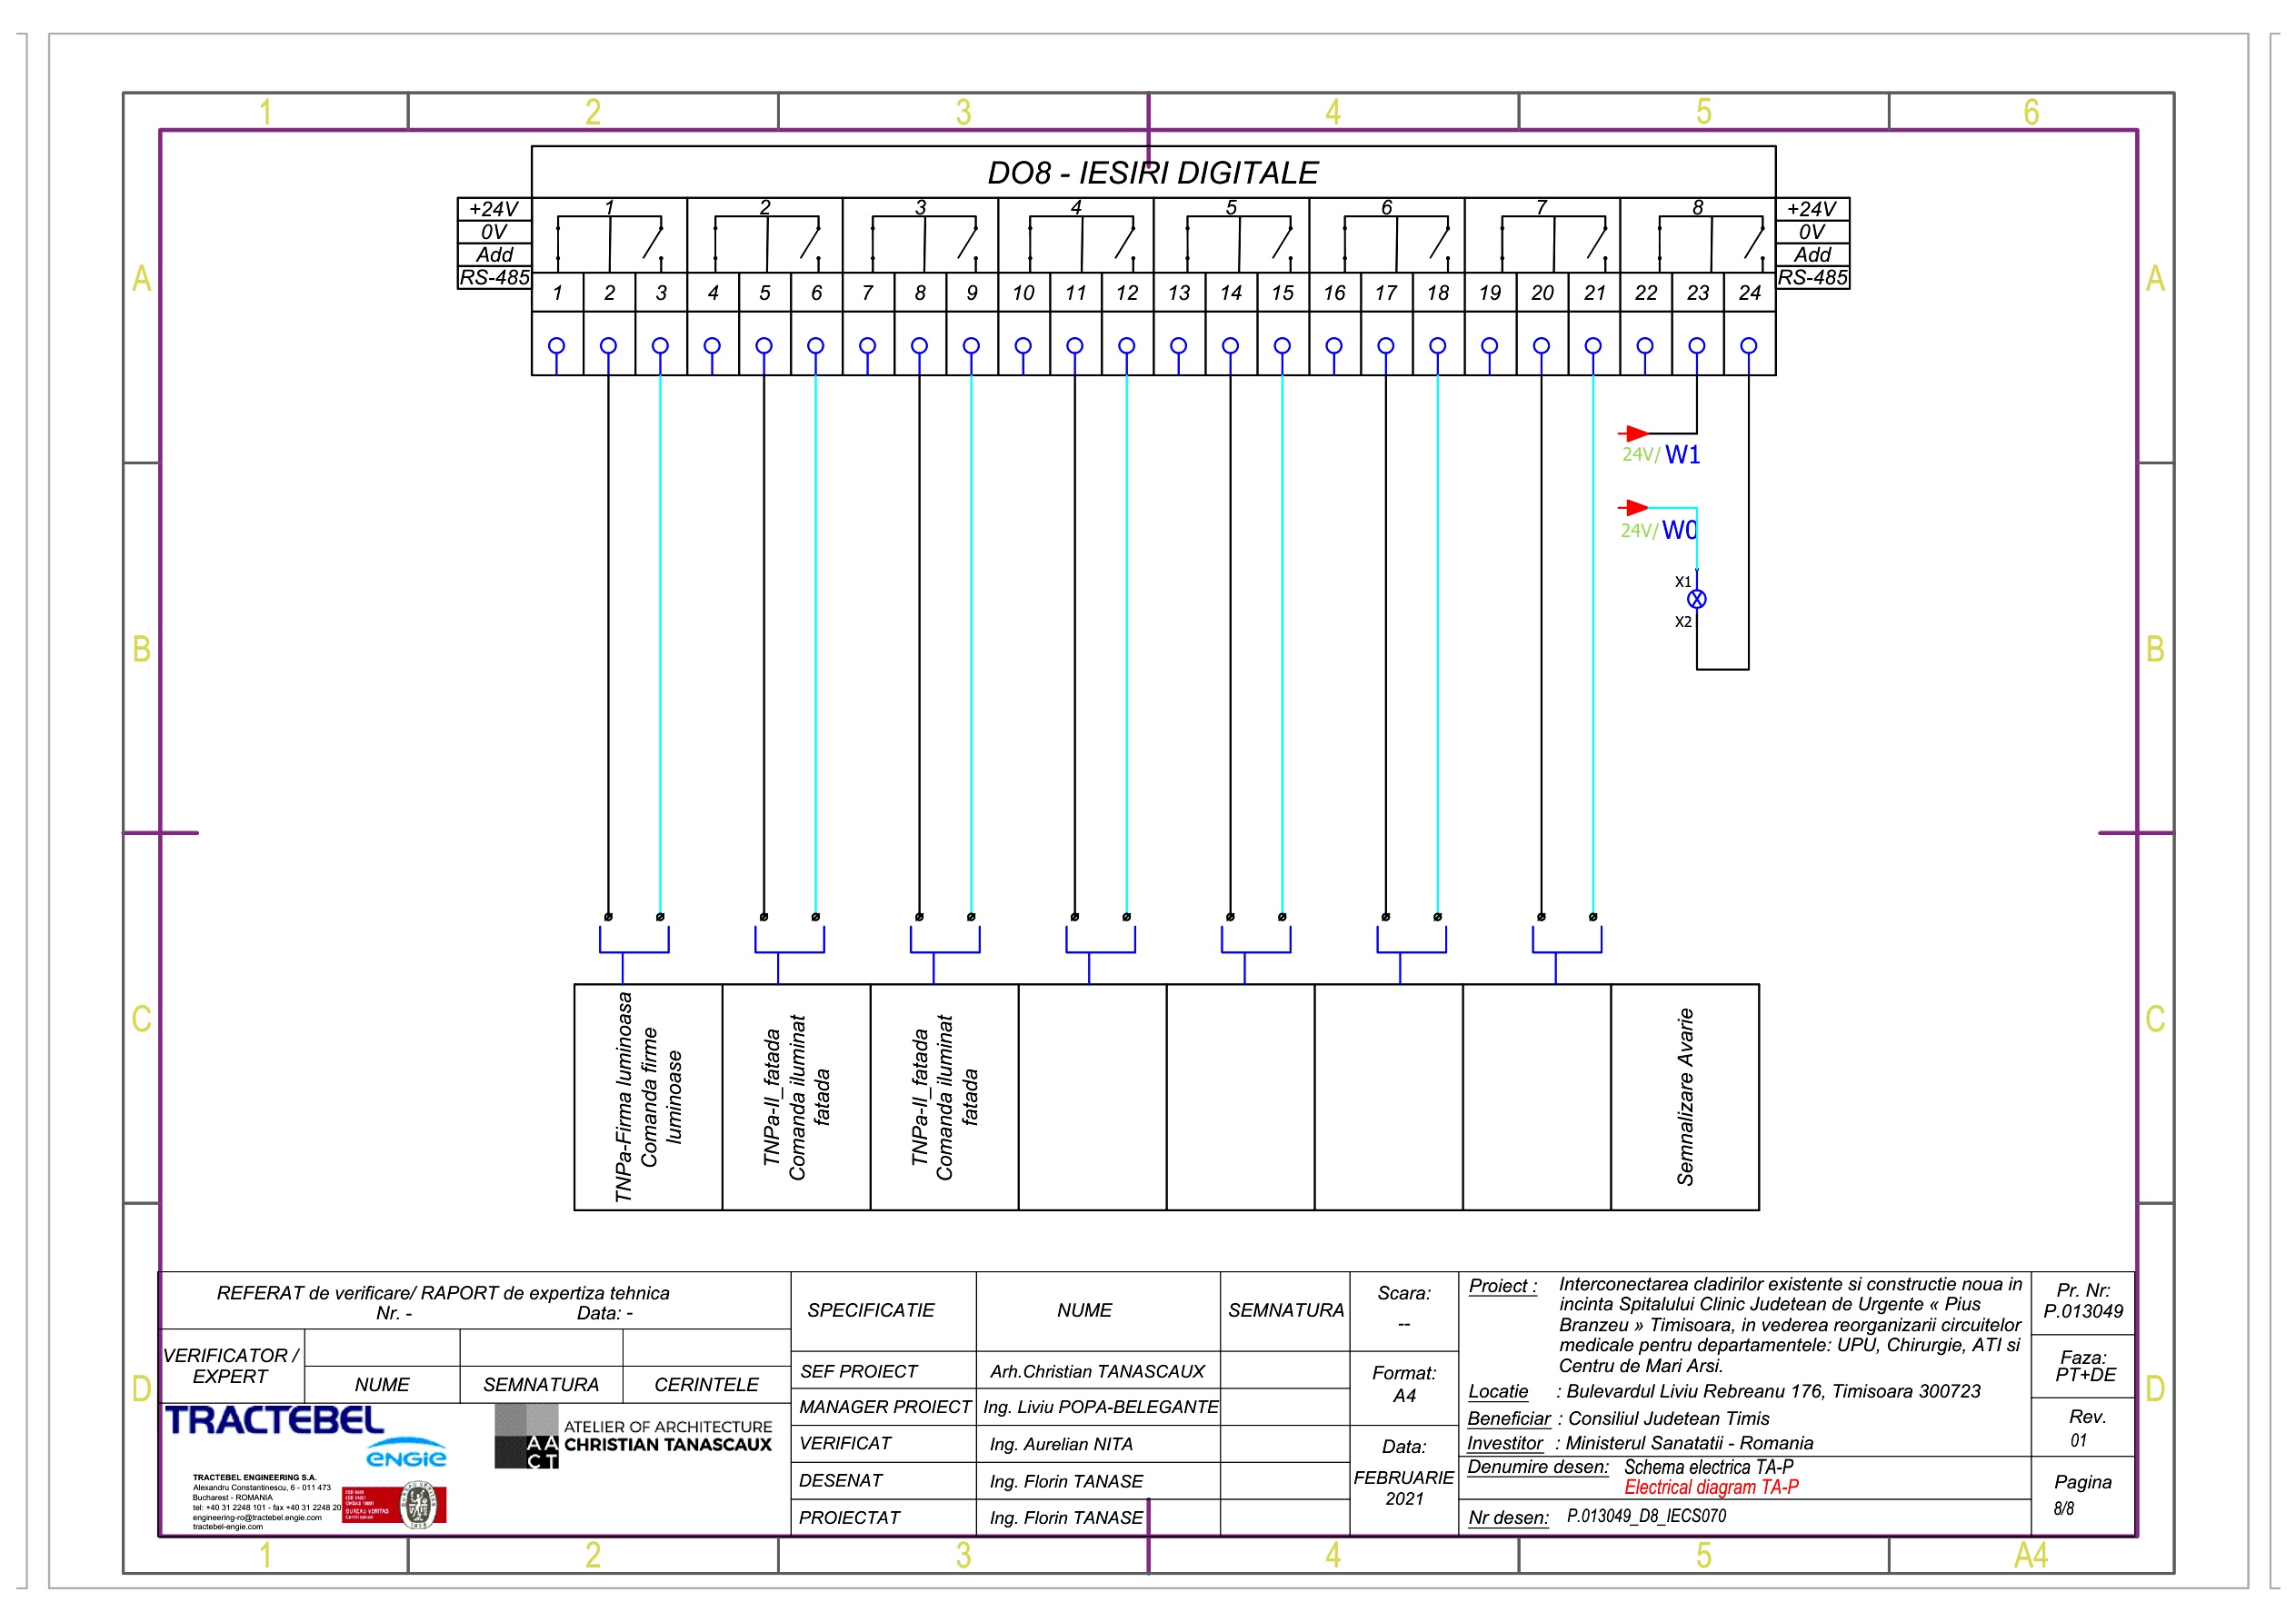 1 2 3 4 5 6
DO8 - IESIRI DIGITALE
+24V 1 2 3 4 5 6 7 8 +24V
0V 0V
Add Add
RS-485 RS-485
1 2 3 4 5 6 7 8 9 10 11 12 13 14 15 16 17 18 19 20 21 22 23 24
A A
24V/ W1
24V/ W0
X1
X2
B B
C C
TNPa-Firma luminoasa
Comanda firme
luminoase
TNPa-Il_fatada
Comanda iluminat
fatada
TNPa-Il_fatada
Comanda iluminat
fatada
Semnalizare Avarie
D D
REFERAT de verificare/ RAPORT de expertiza tehnica
Nr. - Data: -
VERIFICATOR /
EXPERT
NUME SEMNATURA CERINTELE
TRACTEBEL
ENGIE
AA
CT
ATELIER OF ARCHITECTURE
CHRISTIAN TANASCAUX
TRACTEBEL ENGINEERING S.A.
Alexandru Constantinescu, 6 - 011 473
Bucharest - ROMANIA
tel: +40 31 2248 101 - fax +40 31 2248 20
engineering-ro@tractebel.engie.com
tractebel-engie.com
BUREAU VERITAS
Certification
SPECIFICATIE NUME SEMNATURA
SEF PROIECT Arh.Christian TANASCAUX
MANAGER PROIECT Ing. Liviu POPA-BELEGANTE
VERIFICAT Ing. Aurelian NITA
DESENAT Ing. Florin TANASE
PROIECTAT Ing. Florin TANASE
Scara:
--
Format:
A4
Data:
FEBRUARIE
2021
Proiect : Interconectarea cladirilor existente si constructie noua in
incinta Spitalului Clinic Judetean de Urgente « Pius
Branzeu » Timisoara, in vederea reorganizarii circuitelor
medicale pentru departamentele: UPU, Chirurgie, ATI si
Centru de Mari Arsi.
Locatie : Bulevardul Liviu Rebreanu 176, Timisoara 300723
Beneficiar : Consiliul Judetean Timis
Investitor : Ministerul Sanatatii - Romania
Denumire desen: Schema electrica TA-P
Electrical diagram TA-P
Nr desen: P.013049_D8_IECS070
Pr. Nr:
P.013049
Faza:
PT+DE
Rev.
01
Pagina
8/8
1 2 3 4 5 A4